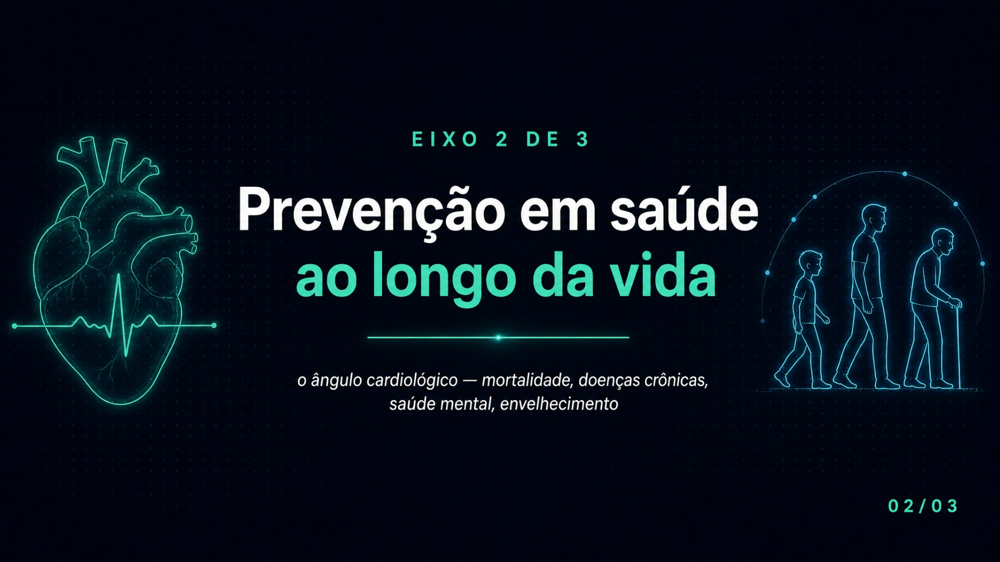 EIXO 2 DE 3
Prevenção em saúde
ao longo da vida
o ângulo cardiológico — mortalidade, doenças crônicas,
saúde mental, envelhecimento
02/03